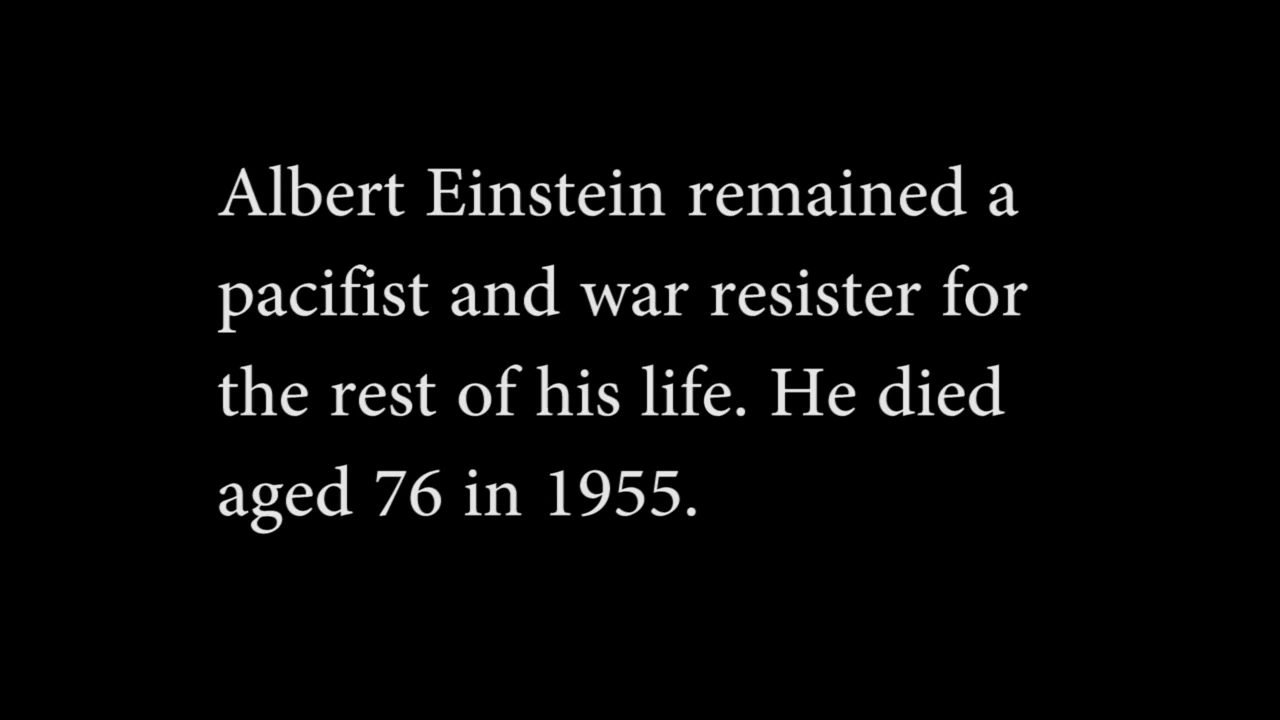 Albert Einstein remained a
pacifist and war resister for
the rest of his life. He died
aged 76 in 1955.